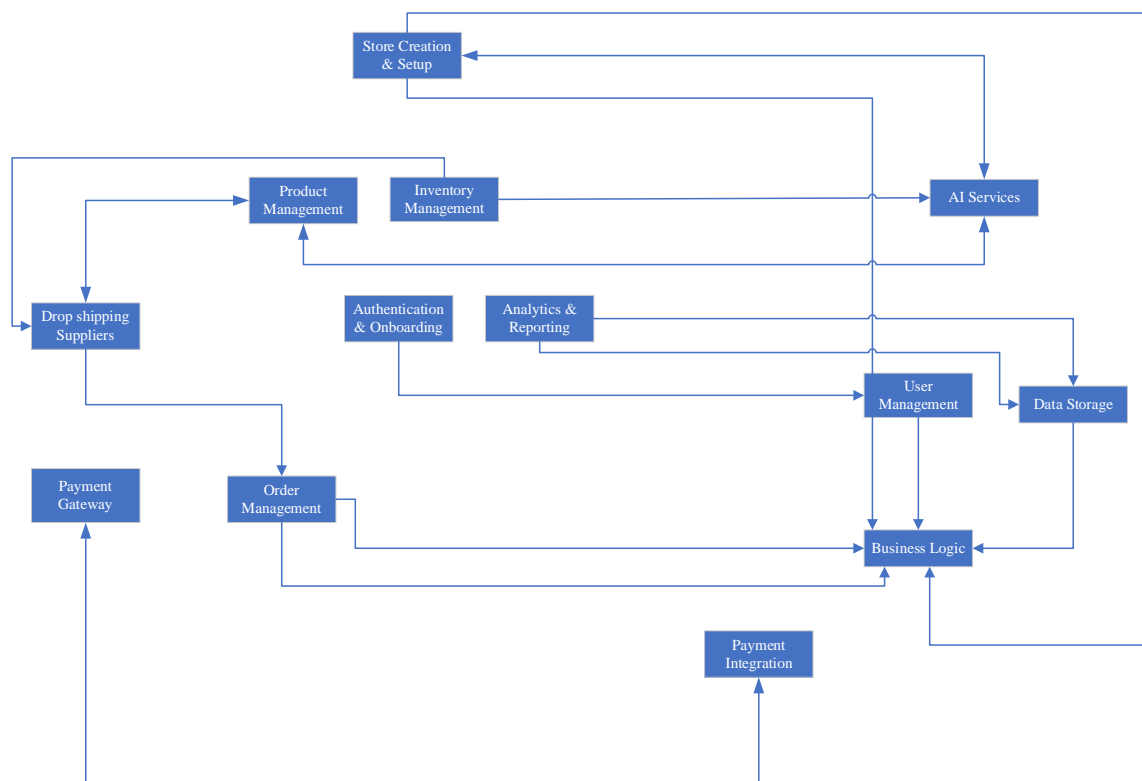 Store Creation
& Setup
Product
Management
Inventory
Management
AI Services
Drop shipping
Suppliers
Authentication
& Onboarding
Analytics &
Reporting
User
Management
Data Storage
Payment
Gateway
Order
Management
Business Logic
Payment
Integration